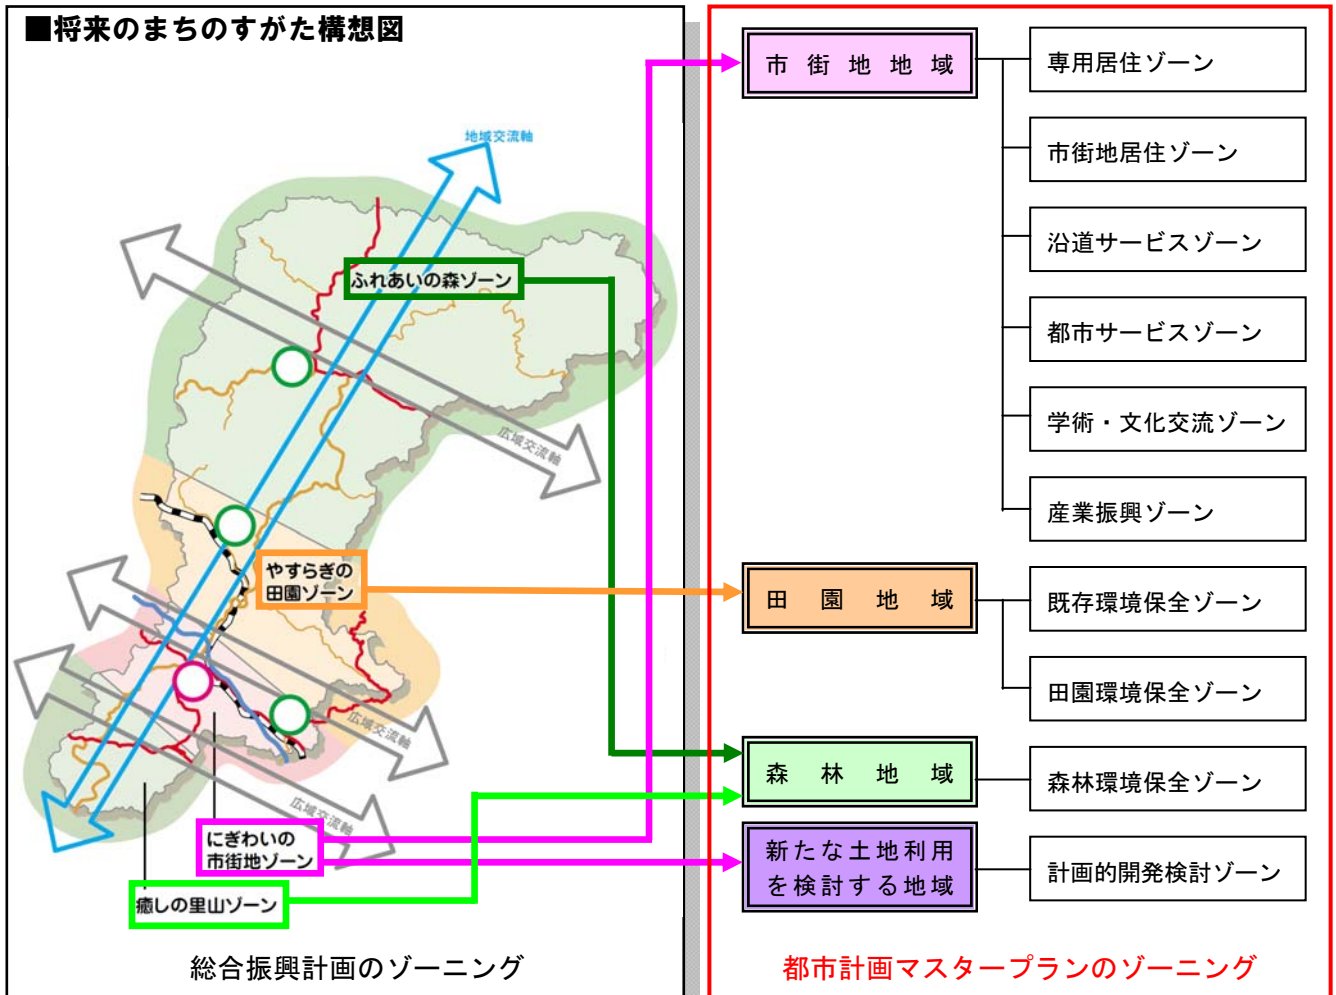 ■将来のまちのすがた構想図
地域交流軸
ふれあいの森ゾーン
広域交流軸
やすらぎの
田園ゾーン
広域交流軸
広域交流軸
にぎわいの
市街地ゾーン
癒しの里山ゾーン
総合振興計画のゾーニング
市街地地域
専用居住ゾーン
市街地居住ゾーン
沿道サービスゾーン
都市サービスゾーン
学術・文化交流ゾーン
産業振興ゾーン
田園地域
既存環境保全ゾーン
田園環境保全ゾーン
森林地域
森林環境保全ゾーン
新たな土地利用
を検討する地域
計画的開発検討ゾーン
都市計画マスタープランのゾーニング